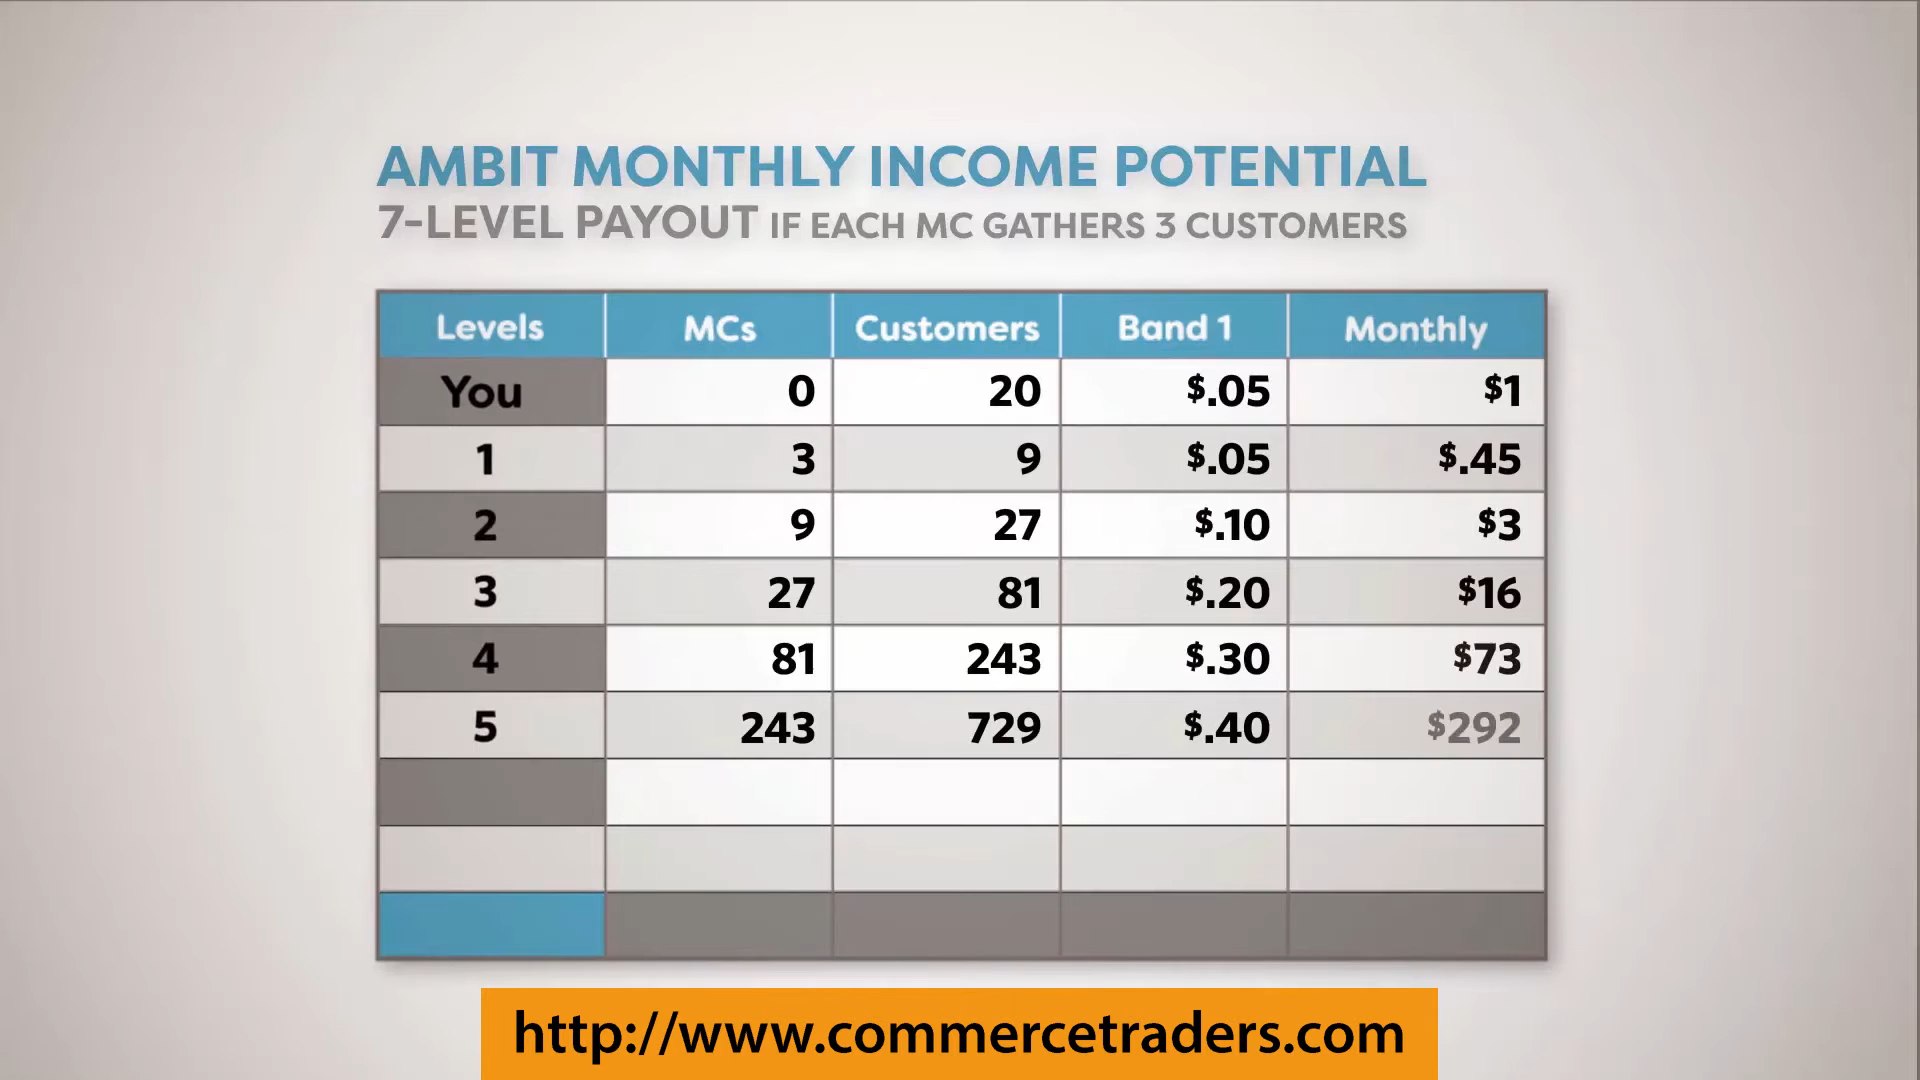 AMBIT MONTHLY INCOME POTENTIAL
7-LEVEL PAYOUT IF EACH MC GATHERS 3 CUSTOMERS
Levels MCs Customers Band 1 Monthly
You 0 20 $.05 $1
1 3 9 $.05 $.45
2 9 27 $.10 $3
3 27 81 $.20 $16
4 81 243 $.30 $73
5 243 729 $.40 $292
http://www.commercetraders.com